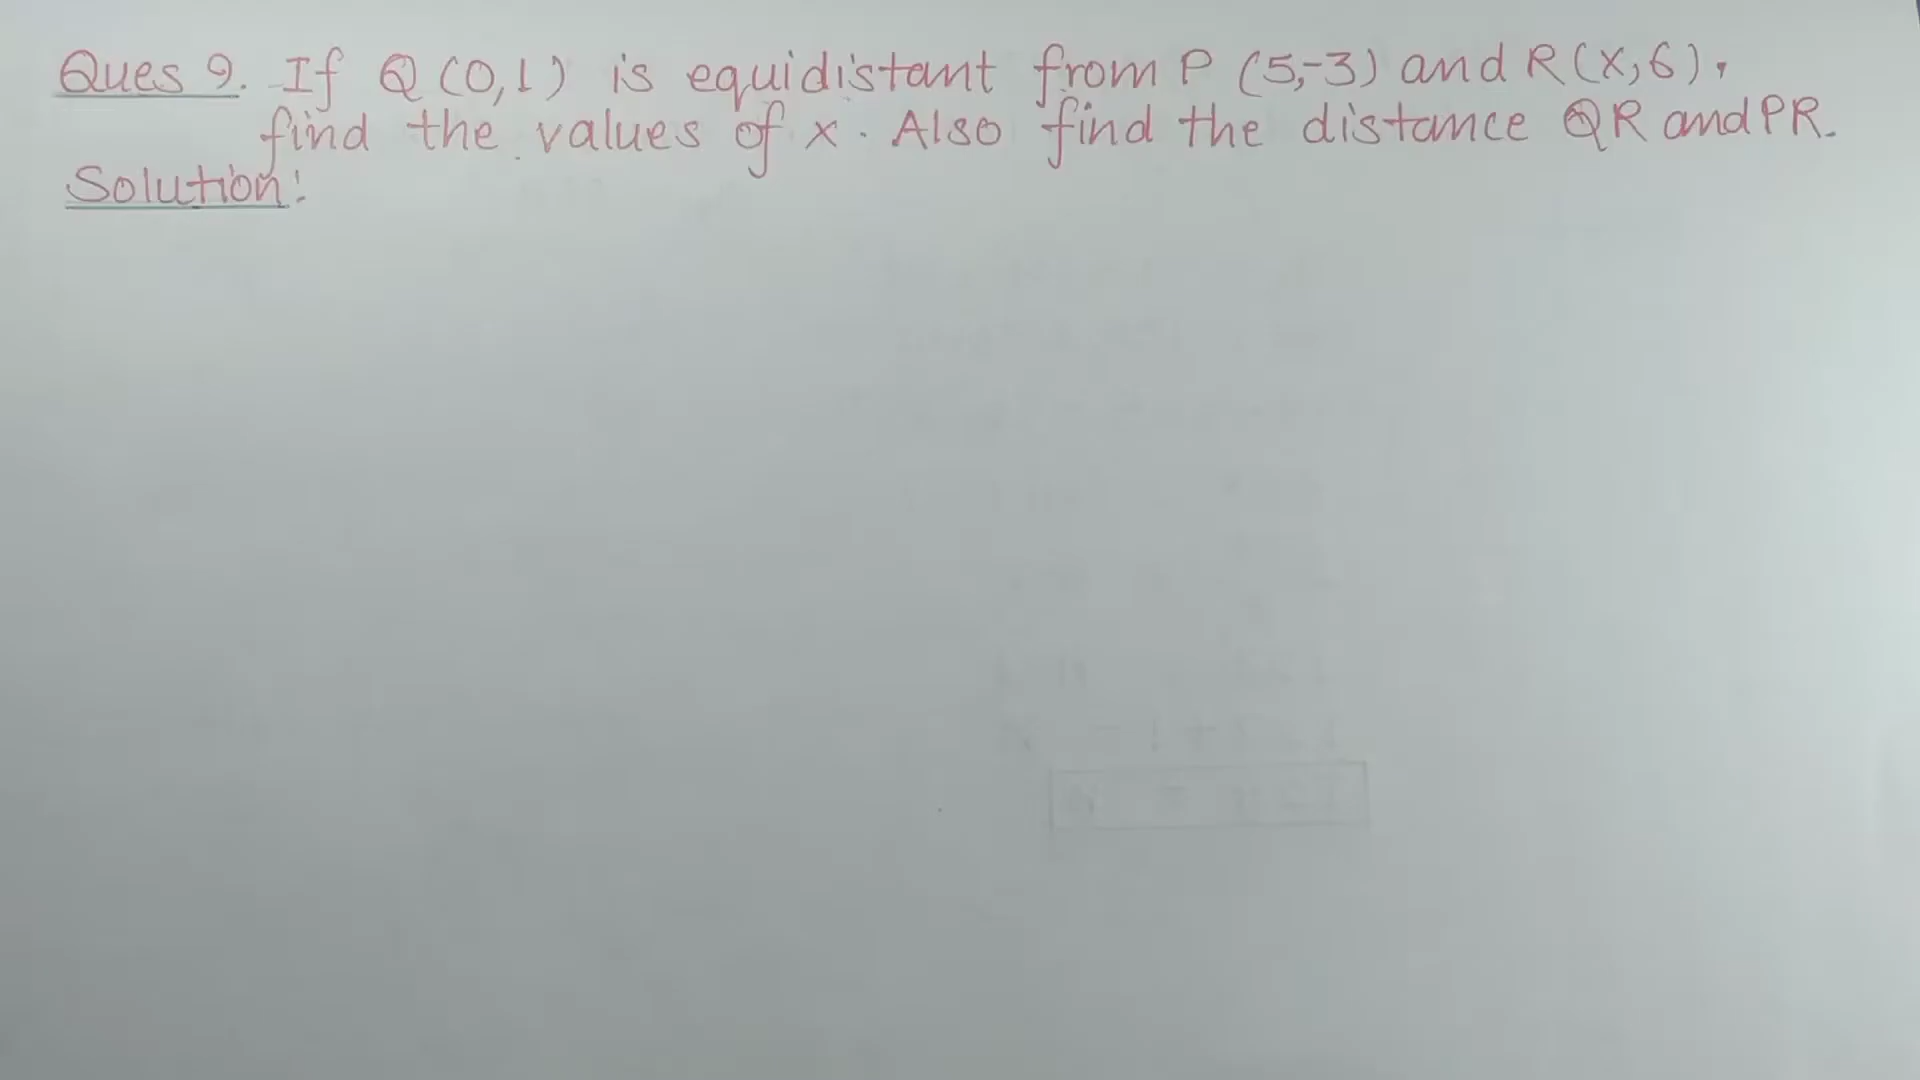 Ques 9. If Q (0,1) is equidistant from P (5,-3) and R(x,6),
find the values of x. Also find the distance QR and PR.
Solution: